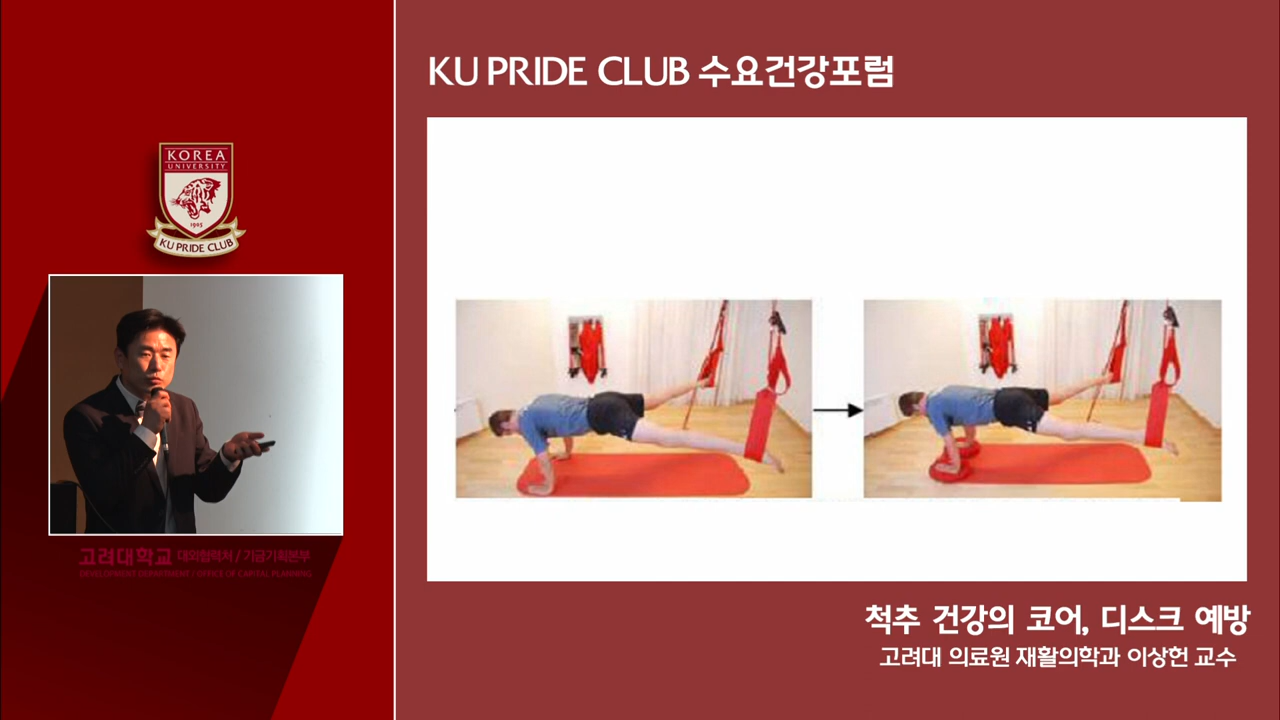 KU PRIDE CLUB 수요건강포럼
KOREA
UNIVERSITY
1905
KU PRIDE CLUB
고려대학교 대외협력처 / 기금기획본부
DEVELOPMENT DEPARTMENT / OFFICE OF CAPITAL PLANNING
척추 건강의 코어, 디스크 예방
고려대 의료원 재활의학과 이상헌 교수